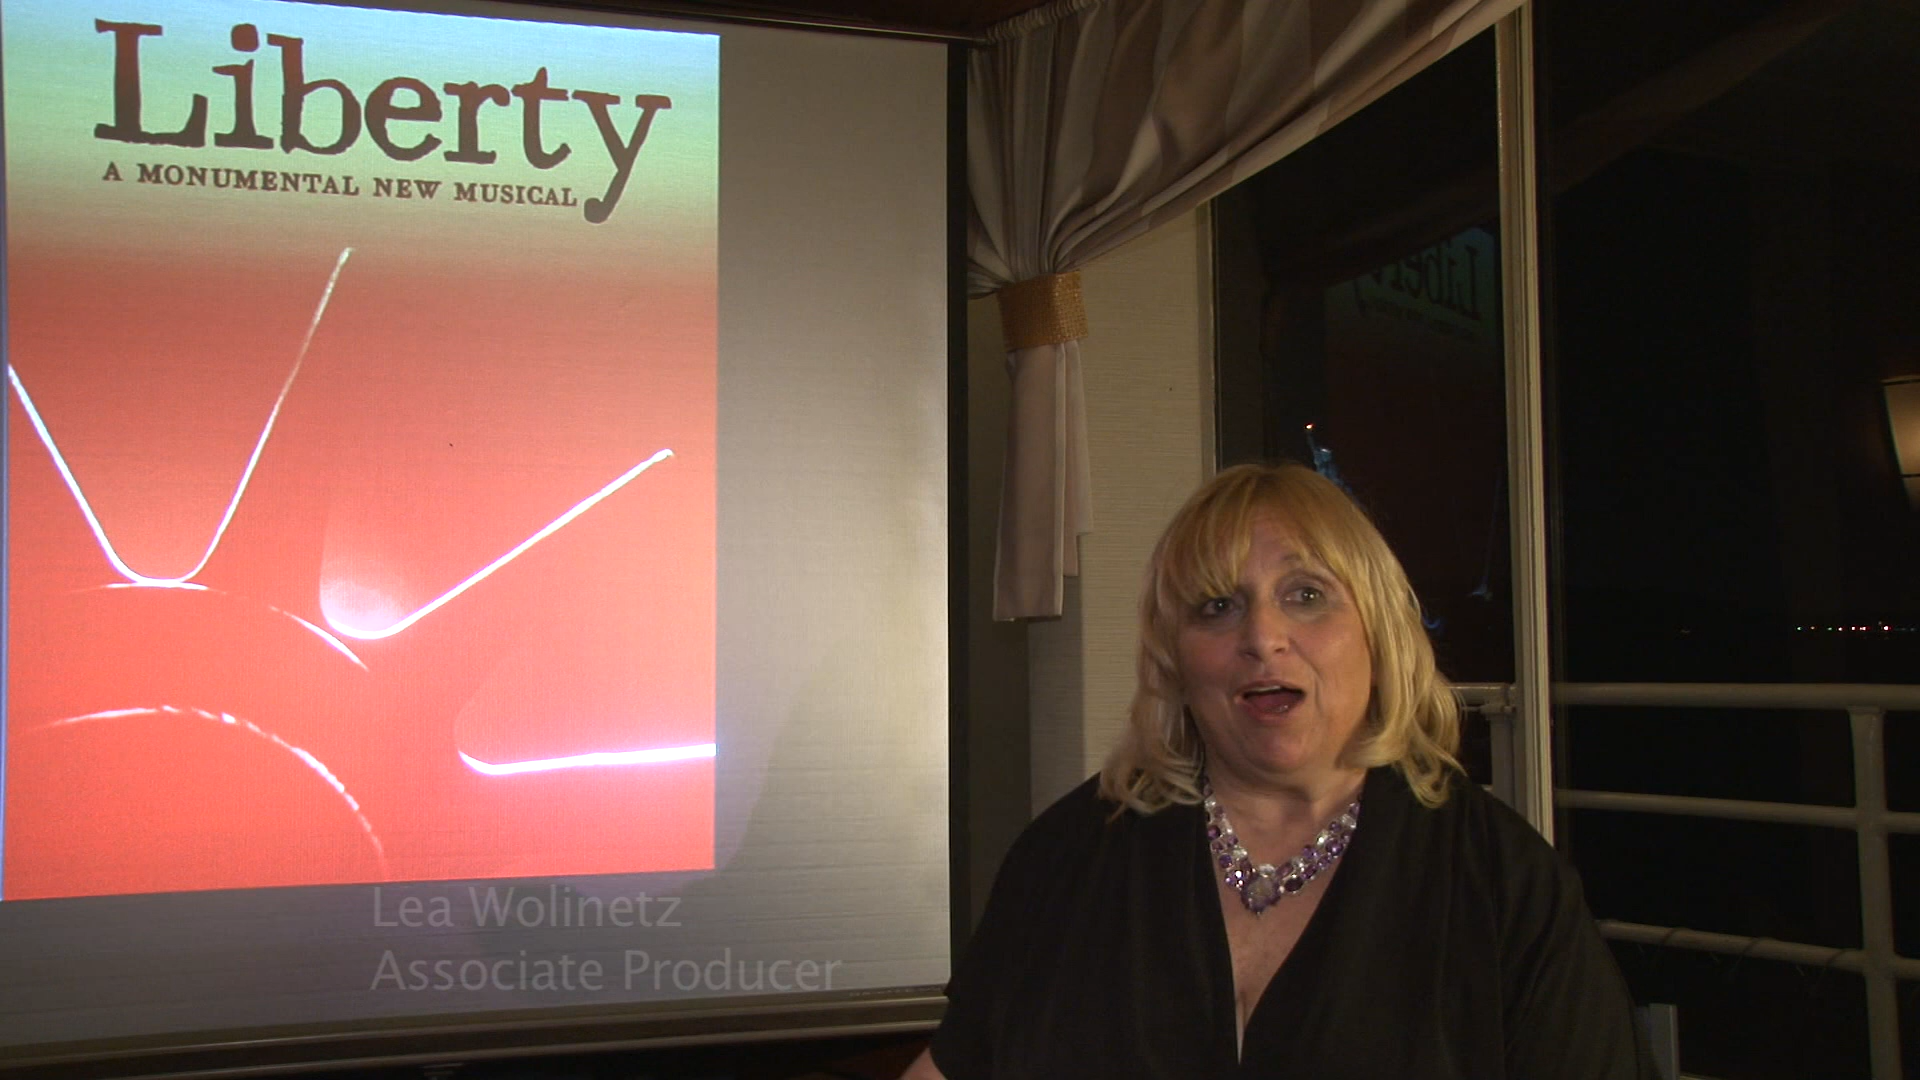 Liberty
A MONUMENTAL NEW MUSICAL
Lea Wolinetz
Associate Producer